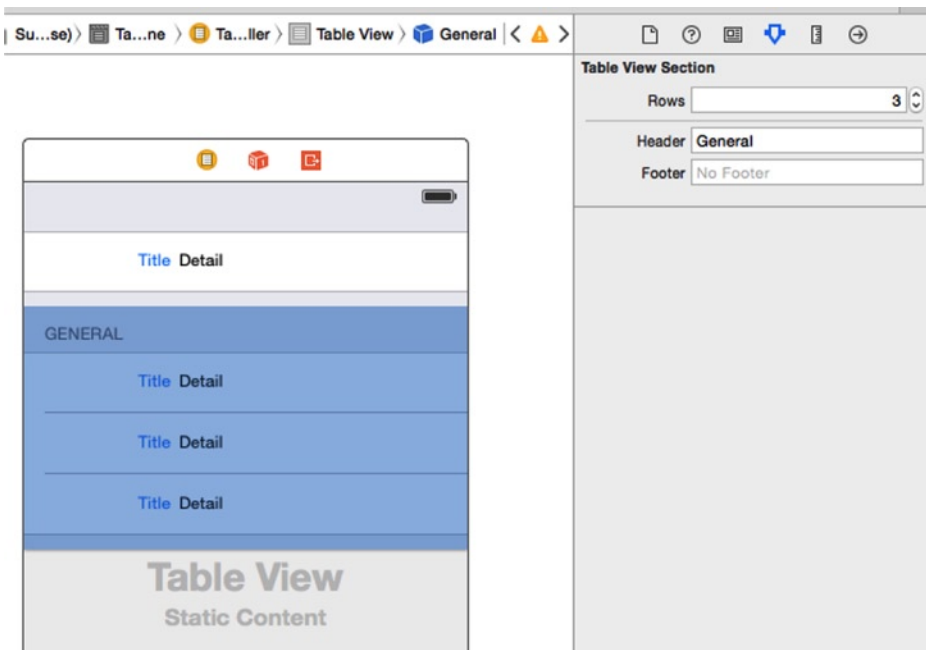 Su...se) Ta...ne Ta...ller Table View General
Table View Section
Rows 3
Header General
Footer No Footer
Title Detail
GENERAL
Title Detail
Title Detail
Title Detail
Table View
Static Content